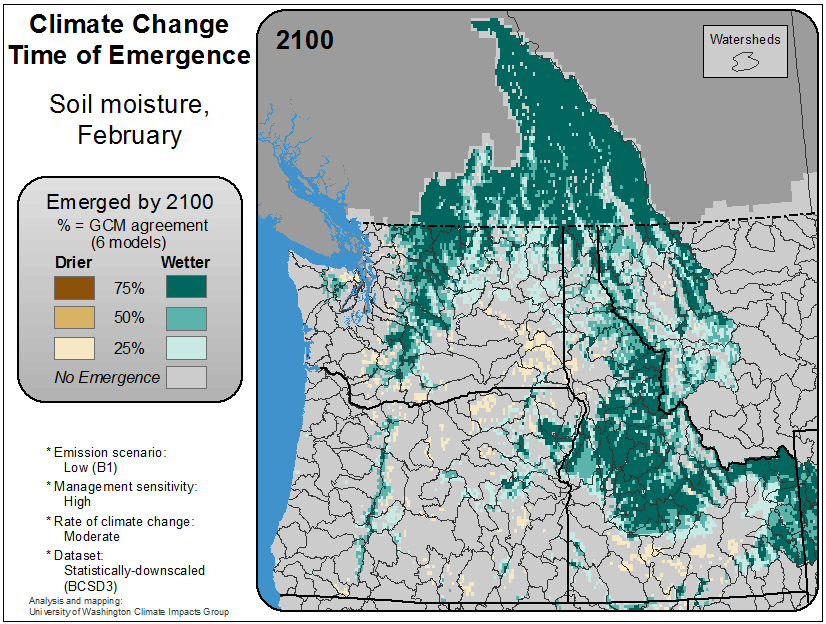 Climate Change
Time of Emergence
Soil moisture,
February
Emerged by 2100
% = GCM agreement
(6 models)
Drier Wetter
75%
50%
25%
No Emergence
* Emission scenario:
Low (B1)
* Management sensitivity:
High
* Rate of climate change:
Moderate
* Dataset:
Statistically-downscaled
(BCSD3)
Analysis and mapping:
University of Washington Climate Impacts Group
2100
Watersheds